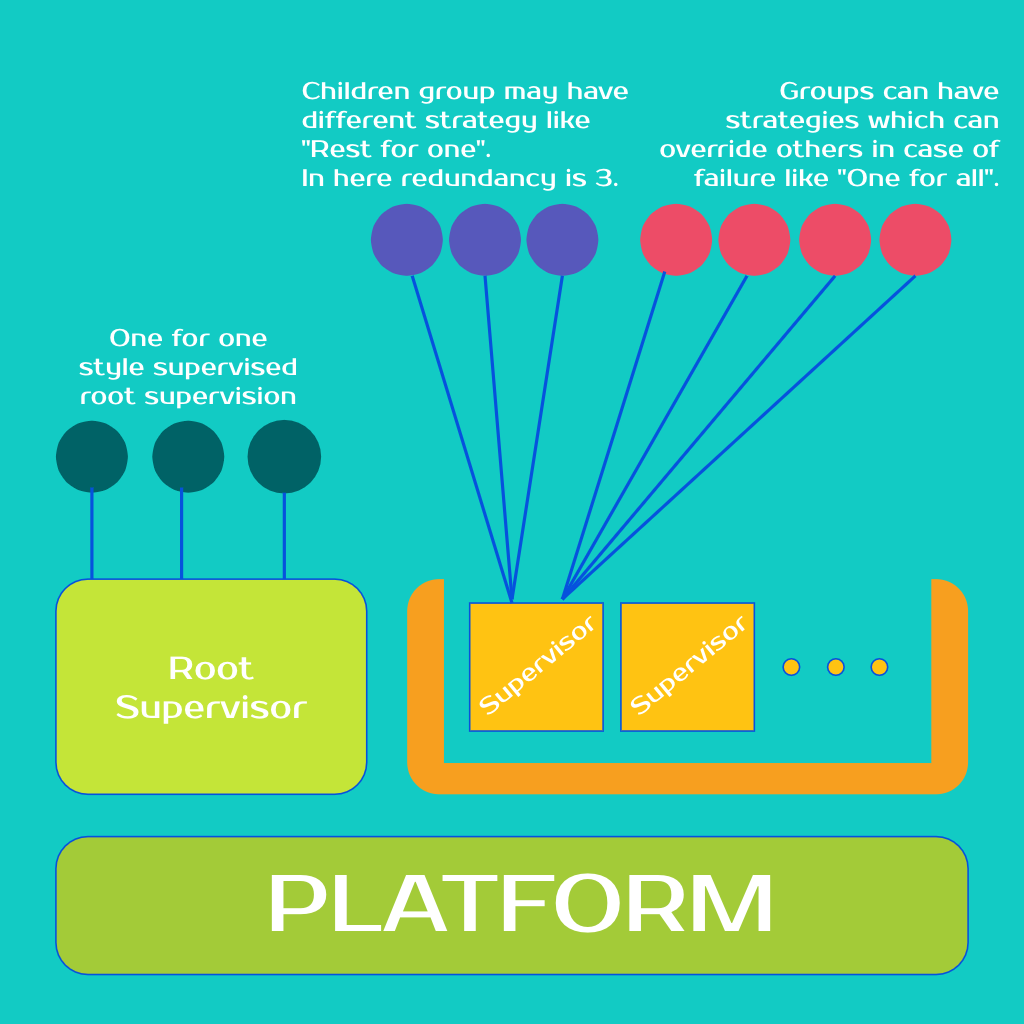 Children group may have
different strategy like
"Rest for one".
In here redundancy is 3.
Groups can have
strategies which can
override others in case of
failure like "One for all".
One for one
style supervised
root supervision
Root
Supervisor
Supervisor
Supervisor
PLATFORM